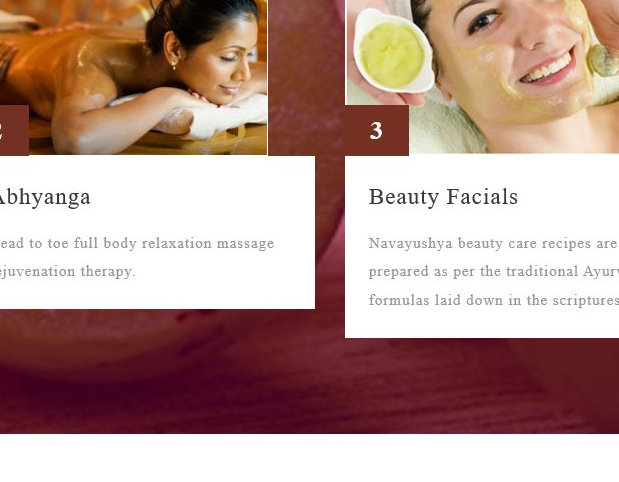 3
Abhyanga
ead to toe full body relaxation massage
ejuvenation therapy.
Beauty Facials
Navayushya beauty care recipes are
prepared as per the traditional Ayurv
formulas laid down in the scriptures